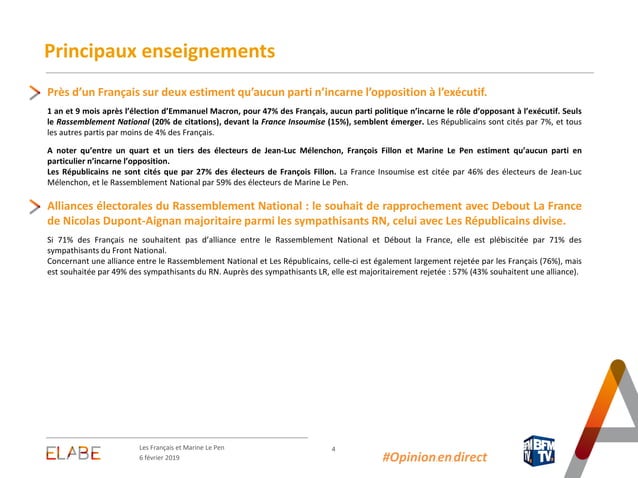 Principaux enseignements
Près d’un Français sur deux estiment qu’aucun parti n’incarne l’opposition à l’exécutif.
1 an et 9 mois après l’élection d’Emmanuel Macron, pour 47% des Français, aucun parti politique n’incarne le rôle d’opposant à l’exécutif. Seuls
le Rassemblement National (20% de citations), devant la France Insoumise (15%), semblent émerger. Les Républicains sont cités par 7%, et tous
les autres partis par moins de 4% des Français.
A noter qu’entre un quart et un tiers des électeurs de Jean-Luc Mélenchon, François Fillon et Marine Le Pen estiment qu’aucun parti en
particulier n’incarne l’opposition.
Les Républicains ne sont cités que par 27% des électeurs de François Fillon. La France Insoumise est citée par 46% des électeurs de Jean-Luc
Mélenchon, et le Rassemblement National par 59% des électeurs de Marine Le Pen.
Alliances électorales du Rassemblement National : le souhait de rapprochement avec Debout La France
de Nicolas Dupont-Aignan majoritaire parmi les sympathisants RN, celui avec Les Républicains divise.
Si 71% des Français ne souhaitent pas d’alliance entre le Rassemblement National et Débout la France, elle est plébiscitée par 71% des
sympathisants du Front National.
Concernant une alliance entre le Rassemblement National et Les Républicains, celle-ci est également largement rejetée par les Français (76%), mais
est souhaitée par 49% des sympathisants du RN. Auprès des sympathisants LR, elle est majoritairement rejetée : 57% (43% souhaitent une alliance).
ELABE
Les Français et Marine Le Pen
6 février 2019
4
#Opinionendirect
BFM
TV.